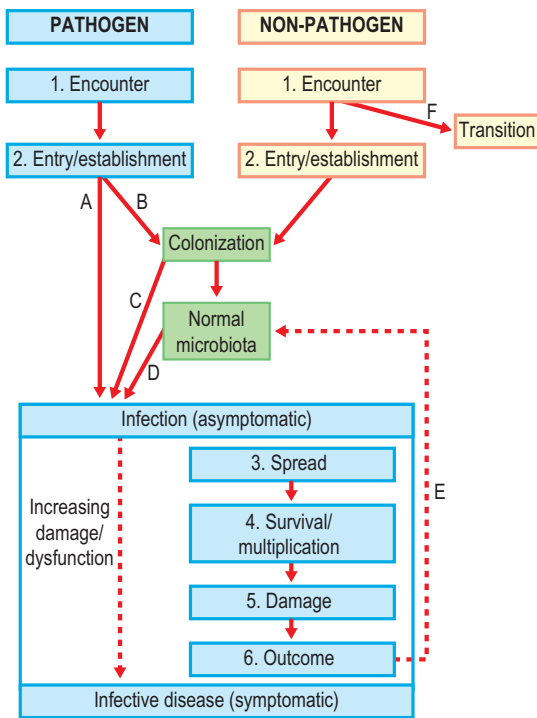 PATHOGEN
NON-PATHOGEN
1. Encounter
1. Encounter
F
Transition
2. Entry/establishment
2. Entry/establishment
A
B
Colonization
C
Normal
microbiota
D
Infection (asymptomatic)
3. Spread
Increasing
damage/
dysfunction
E
4. Survival/
multiplication
5. Damage
6. Outcome
Infective disease (symptomatic)